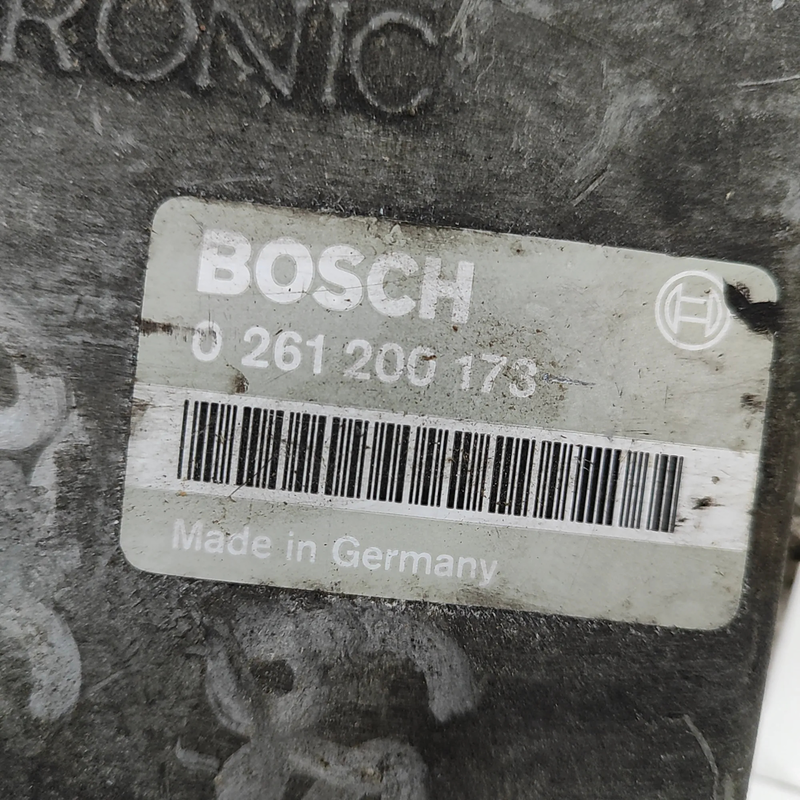 RONIC
BOSCH
0 261 200 173
Made in Germany